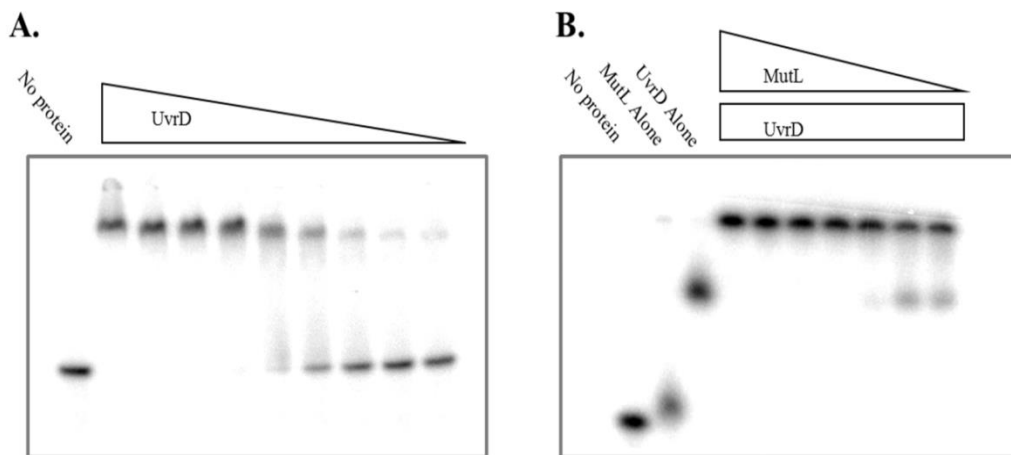 A.
No protein
UvrD
B.
No protein
MutL Alone
UvrD Alone
MutL
UvrD